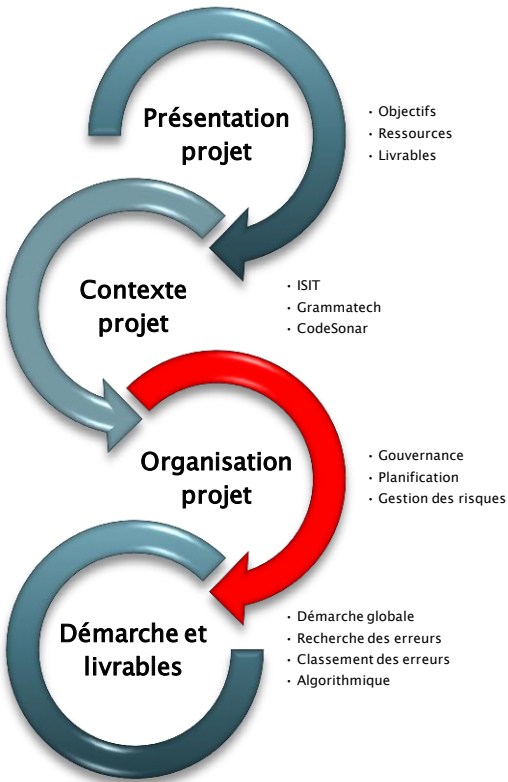 Présentation
projet
· Objectifs
· Ressources
· Livrables
Contexte
projet
· ISIT
· Grammatech
· CodeSonar
Organisation
projet
· Gouvernance
· Planification
· Gestion des risques
Démarche et
livrables
· Démarche globale
· Recherche des erreurs
· Classement des erreurs
· Algorithmique